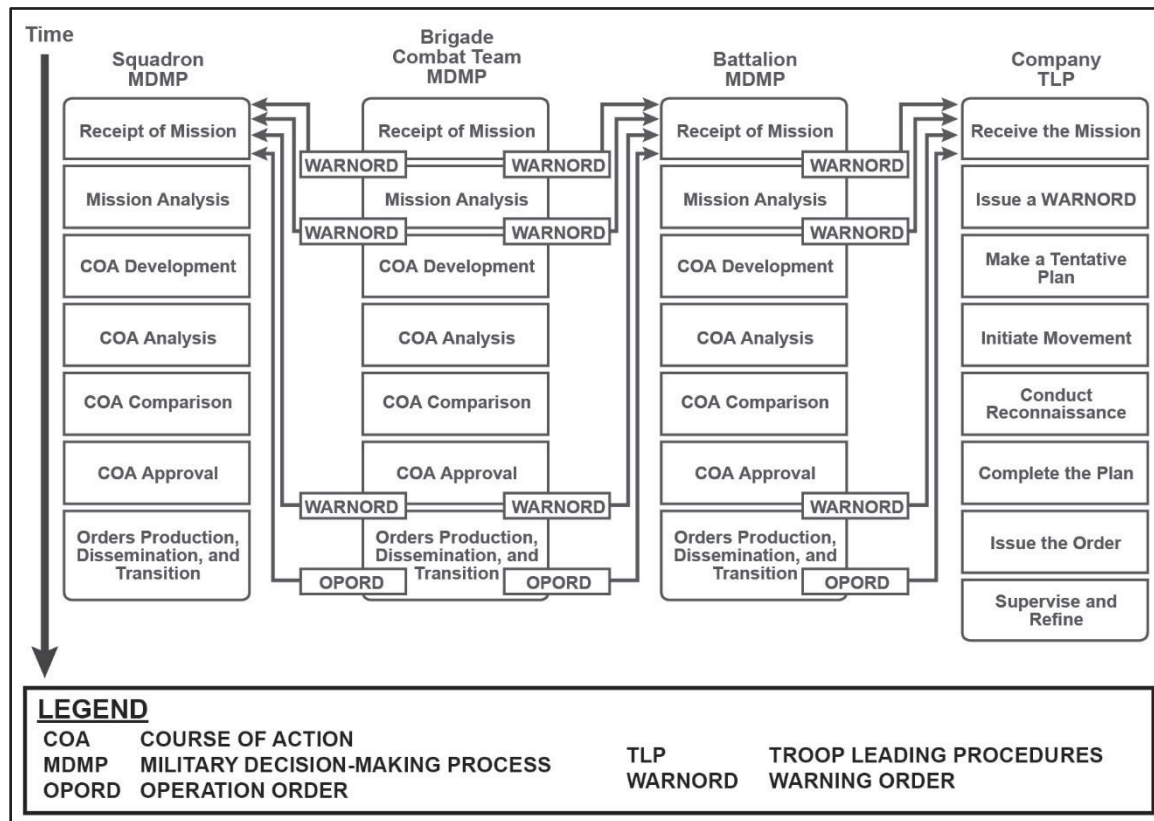 Time
Squadron
MDMP
Receipt of Mission
Mission Analysis
COA Development
COA Analysis
COA Comparison
COA Approval
Orders Production,
Dissemination, and
Transition
WARNORD
WARNORD
WARNORD
OPORD
Brigade
Combat Team
MDMP
Receipt of Mission
Mission Analysis
COA Development
COA Analysis
COA Comparison
COA Approval
Orders Production,
Dissemination, and
Transition
WARNORD
WARNORD
WARNORD
OPORD
Battalion
MDMP
Receipt of Mission
Mission Analysis
COA Development
COA Analysis
COA Comparison
COA Approval
Orders Production,
Dissemination, and
Transition
WARNORD
WARNORD
WARNORD
OPORD
Company
TLP
Receive the Mission
Issue a WARNORD
Make a Tentative
Plan
Initiate Movement
Conduct
Reconnaissance
Complete the Plan
Issue the Order
Supervise and
Refine
LEGEND
COA COURSE OF ACTION
MDMP MILITARY DECISION-MAKING PROCESS
OPORD OPERATION ORDER
TLP TROOP LEADING PROCEDURES
WARNORD WARNING ORDER